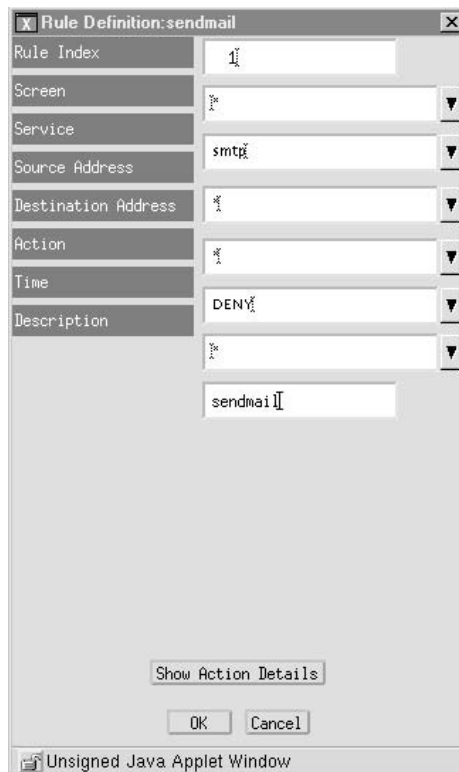 X Rule Definition:sendmail X
Rule Index
1
Screen
*
Service
smtp
Source Address
*
Destination Address
*
Action
DENY
Time
*
Description
sendmail
Show Action Details
OK Cancel
Unsigned Java Applet Window